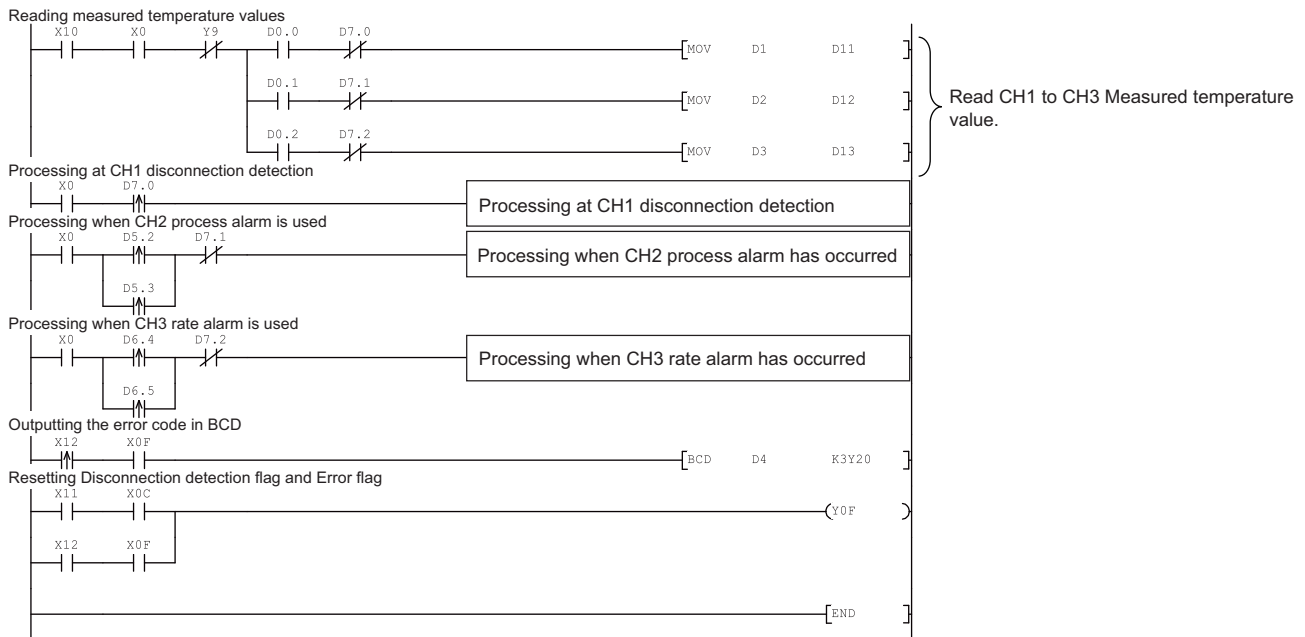 Reading measured temperature values
X10 X0 Y9 D0.0 D7.0
MOV D1 D11
D0.1 D7.1
MOV D2 D12
D0.2 D7.2
MOV D3 D13
Read CH1 to CH3 Measured temperature
value.
Processing at CH1 disconnection detection
X0 D7.0
Processing at CH1 disconnection detection
Processing when CH2 process alarm is used
X0 D5.2 D7.1
Processing when CH2 process alarm has occurred
D5.3
Processing when CH3 rate alarm is used
X0 D6.4 D7.2
Processing when CH3 rate alarm has occurred
D6.5
Outputting the error code in BCD
X12 X0F
BCD D4 K3Y20
Resetting Disconnection detection flag and Error flag
X11 X0C
Y0F
X12 X0F
END